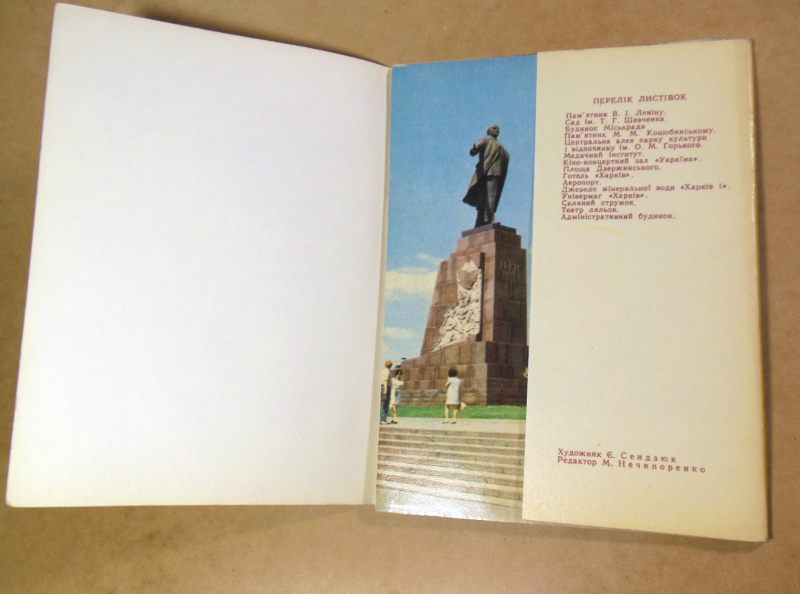 ПЕРЕЛІК ЛИСТІВОК
Пам'ятник В. І. Леніну.
Сад ім. Т. Г. Шевченка.
Будинок Міськради
Пам'ятник М. М. Коцюбинському.
Центральна алея парку культури
і відпочинку ім. О. М. Горького.
Медичний інститут.
Кіно-концертний зал «Україна».
Площа Дзержинського.
Готель «Харків».
Аеропорт.
Джерело мінеральної води «Харків I».
Універмаг «Харків».
Скляний струмок.
Театр ляльок.
Адміністративний будинок.
Художник Є. Сендзюк
Редактор М. Нечипоренко